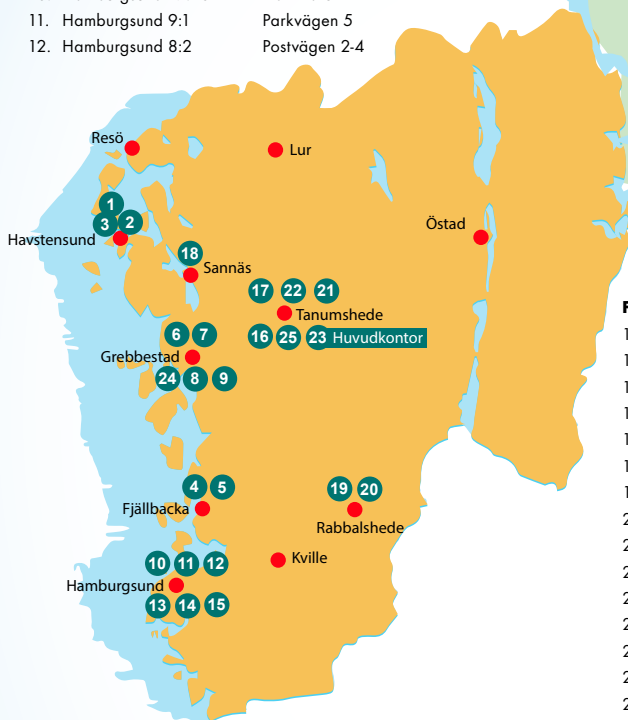 11. Hamburgsund 9:1 Parkvägen 5
12. Hamburgsund 8:2 Postvägen 2-4
Resö
Lur
1
3 2
Havstensund
Östad
18
Sannäs
17 22 21
Tanumshede
6 7
16 25 23 Huvudkontor
Grebbestad
24 8 9
4 5
19 20
Fjällbacka
Rabbalshede
10 11 12
Kville
Hamburgsund
13 14 15